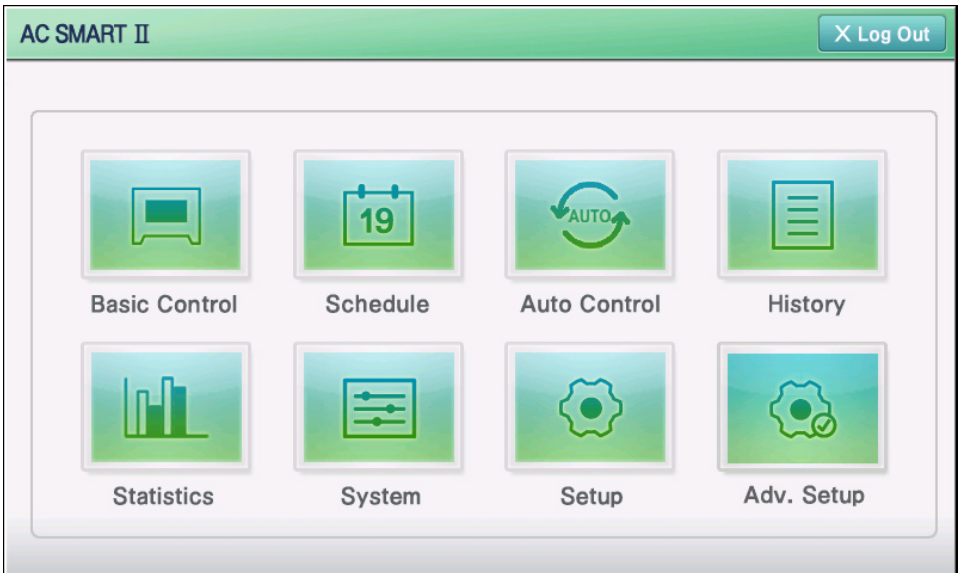 AC SMART Ⅱ
X Log Out
19
AUTO
Basic Control
Schedule
Auto Control
History
Statistics
System
Setup
Adv. Setup